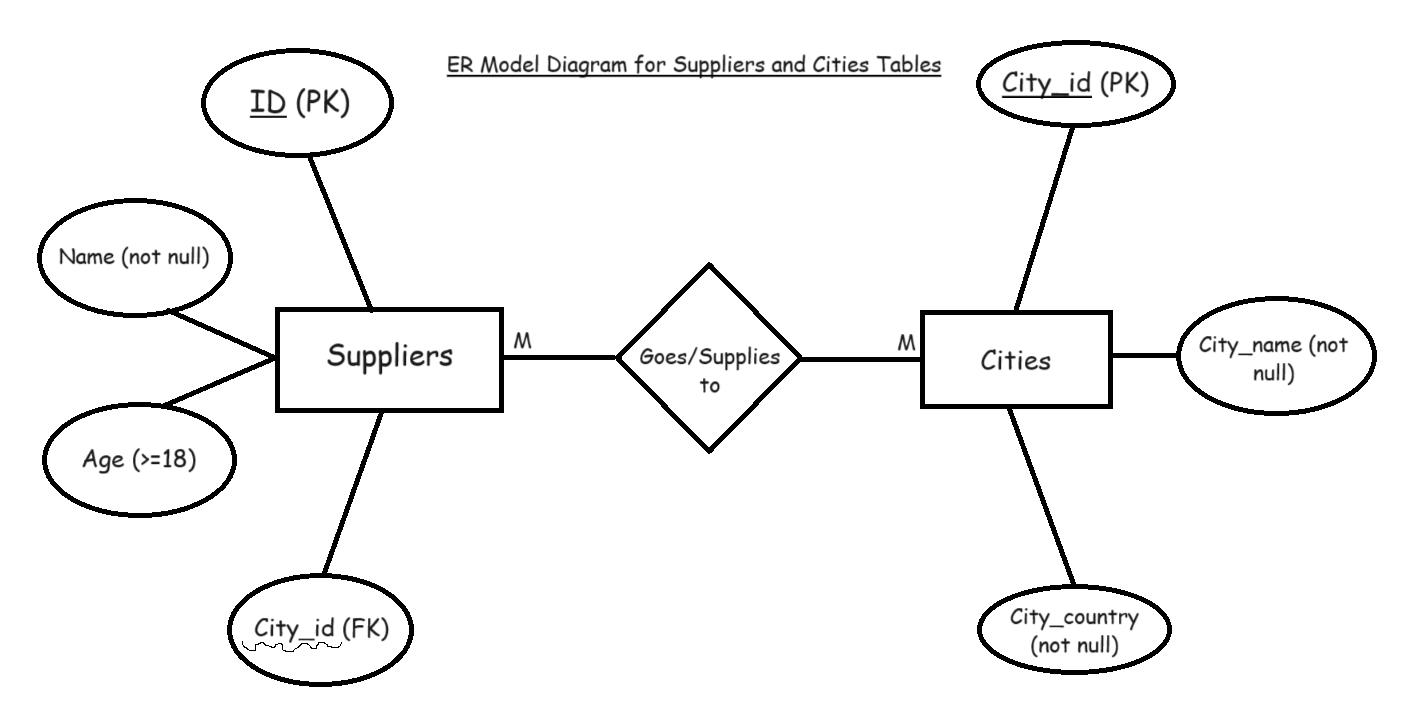 ER Model Diagram for Suppliers and Cities Tables
ID (PK)
City_id (PK)
Name (not null)
Suppliers
M
Goes/Supplies
to
M
Cities
City_name (not
null)
Age (>=18)
City_id (FK)
City_country
(not null)